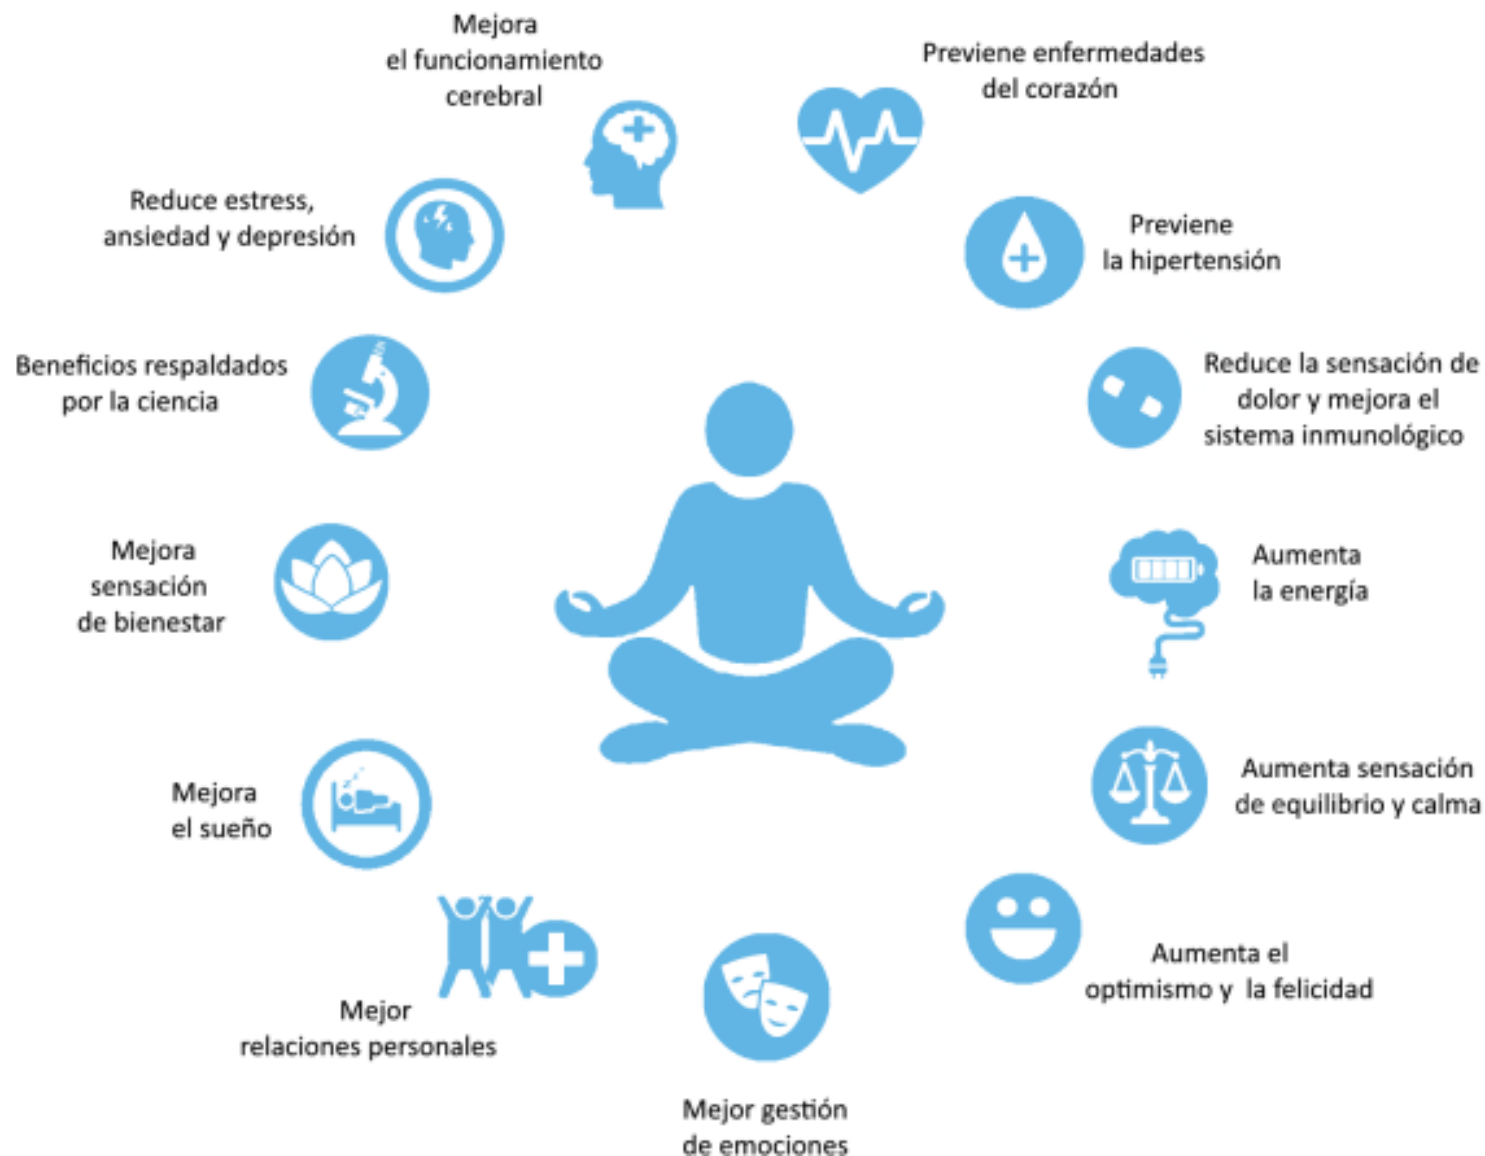 Mejora
el funcionamiento
cerebral
Previene enfermedades
del corazón
Previene
la hipertensión
Reduce la sensación de
dolor y mejora el
sistema inmunológico
Aumenta
la energía
Aumenta sensación
de equilibrio y calma
Aumenta el
optimismo y  la felicidad
Mejor gestión
de emociones
Mejor
relaciones personales
Mejora
el sueño
Mejora
sensación
de bienestar
Beneficios respaldados
por la ciencia
Reduce estress,
ansiedad y depresión